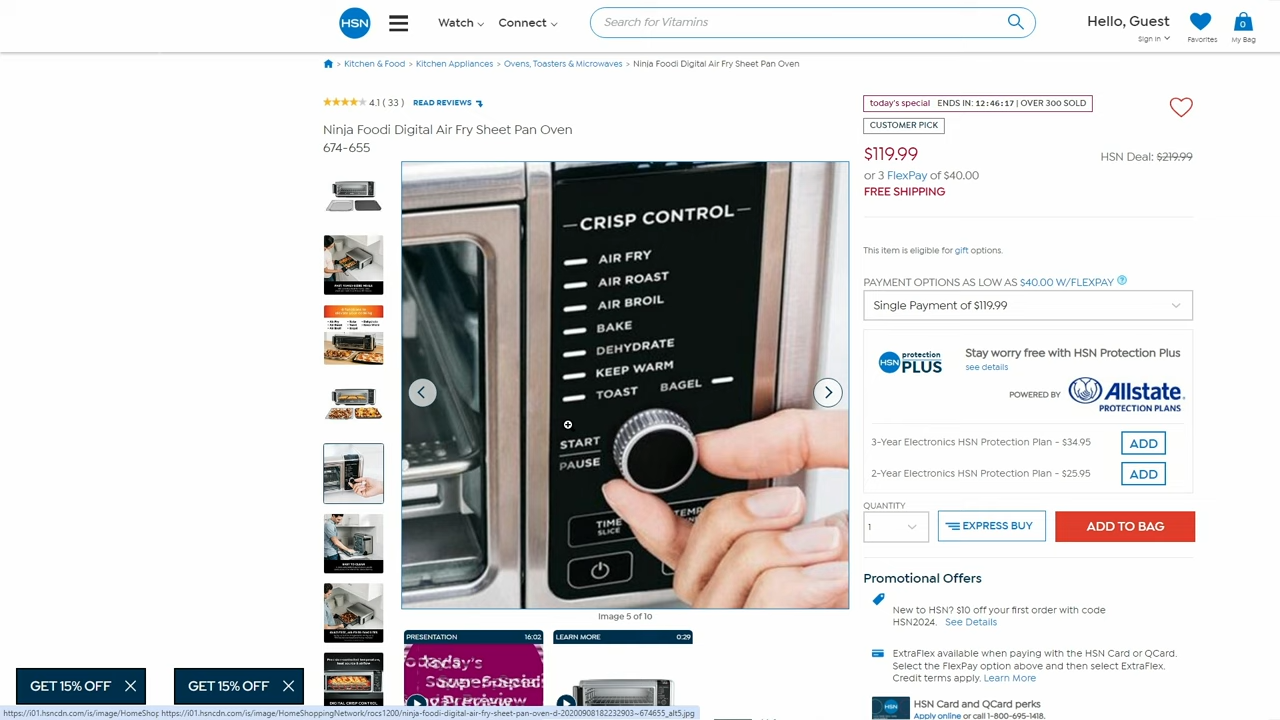 HSN
Watch
Connect
Search for Vitamins
Hello, Guest
Sign In
Favorites
0
My Bag
> Kitchen & Food > Kitchen Appliances > Ovens, Toasters & Microwaves > Ninja Foodi Digital Air Fry Sheet Pan Oven
4.1 ( 33 )
READ REVIEWS
Ninja Foodi Digital Air Fry Sheet Pan Oven
674-655
today's special ENDS IN: 12:46:17 | OVER 300 SOLD
CUSTOMER PICK
$119.99
HSN Deal: $219.99
or 3 FlexPay of $40.00
FREE SHIPPING
This item is eligible for gift options.
PAYMENT OPTIONS AS LOW AS $40.00 W/FLEXPAY ?
Single Payment of $119.99
HSN protection PLUS
Stay worry free with HSN Protection Plus
see details
POWERED BY Allstate PROTECTION PLANS
3-Year Electronics HSN Protection Plan - $34.95
ADD
2-Year Electronics HSN Protection Plan - $25.95
ADD
QUANTITY
1
EXPRESS BUY
ADD TO BAG
Promotional Offers
New to HSN? $10 off your first order with code
HSN2024. See Details
ExtraFlex available when paying with the HSN Card or QCard.
Select the FlexPay option above then select ExtraFlex.
Credit terms apply. Learn More
HSN Card and QCard perks
Apply online or call 1-800-695-1418.
CRISP CONTROL
AIR FRY
AIR ROAST
AIR BROIL
BAKE
DEHYDRATE
KEEP WARM
TOAST
BAGEL
START
PAUSE
TIME
SLICE
Image 5 of 10
PRESENTATION 16:02
LEARN MORE 0:29
GET 15% OFF
GET 15% OFF
DIGITAL CRISP CONTROL